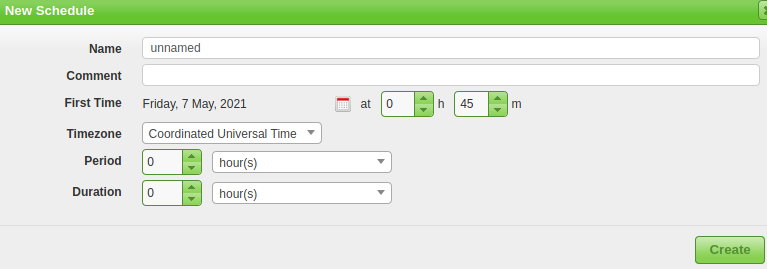 New Schedule
Name unnamed
Comment
First Time Friday, 7 May, 2021 at 0 h 45 m
Timezone Coordinated Universal Time
Period 0 hour(s)
Duration 0 hour(s)
Create